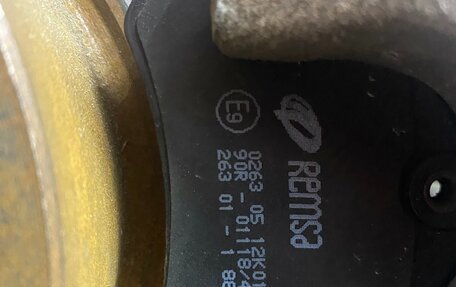 Remsa
E9
0263 05 12K01
90R - 01118/4
263 01 - 1 88